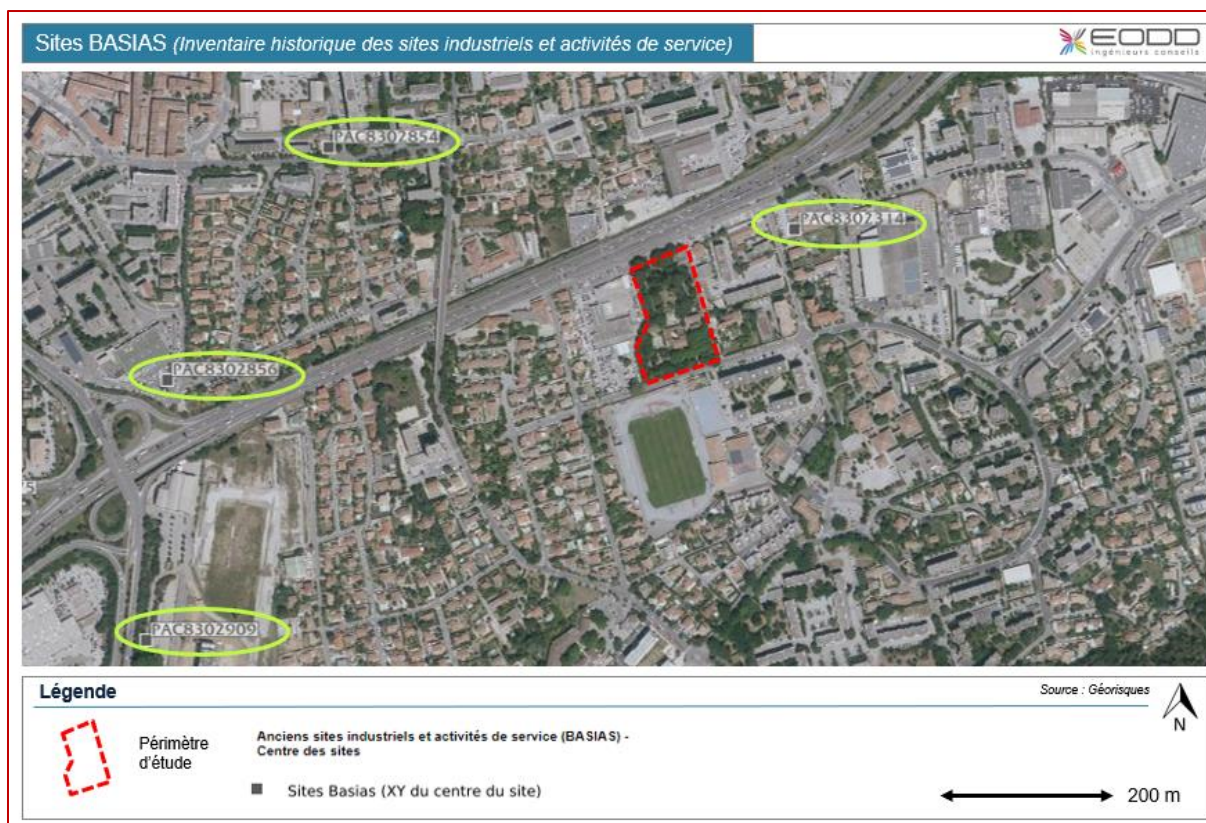 Sites BASIAS (Inventaire historique des sites industriels et activités de service)
EODD
ingénieurs conseils
PAC8302854
PAC8302314
PAC8302856
PAC8302909
Légende
Source : Géorisques
Périmètre
d'étude
Anciens sites industriels et activités de service (BASIAS) -
Centre des sites
Sites Basias (XY du centre du site)
N
200 m